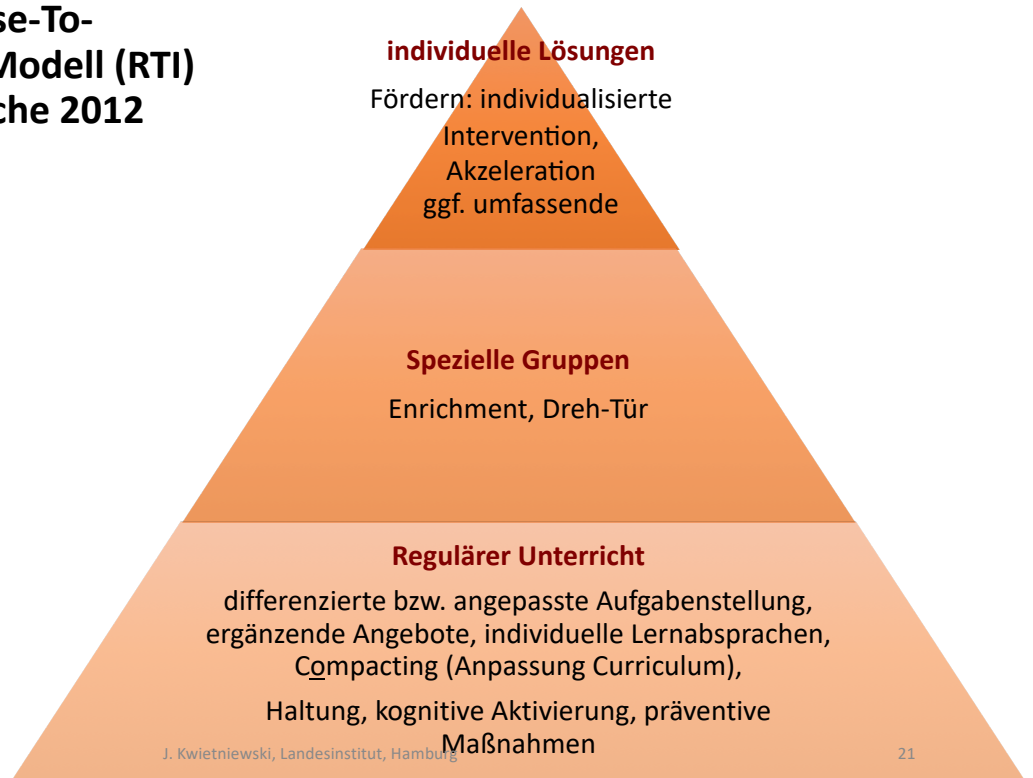 se-To-
Modell (RTI)
che 2012
individuelle Lösungen
Fördern: individualisierte
Intervention,
Akzeleration
ggf. umfassende
Spezielle Gruppen
Enrichment, Dreh-Tür
Regulärer Unterricht
differenzierte bzw. angepasste Aufgabenstellung,
ergänzende Angebote, individuelle Lernabsprachen,
Compacting (Anpassung Curriculum),
Haltung, kognitive Aktivierung, präventive
Maßnahmen
J. Kwietniewski, Landesinstitut, Hamburg
21